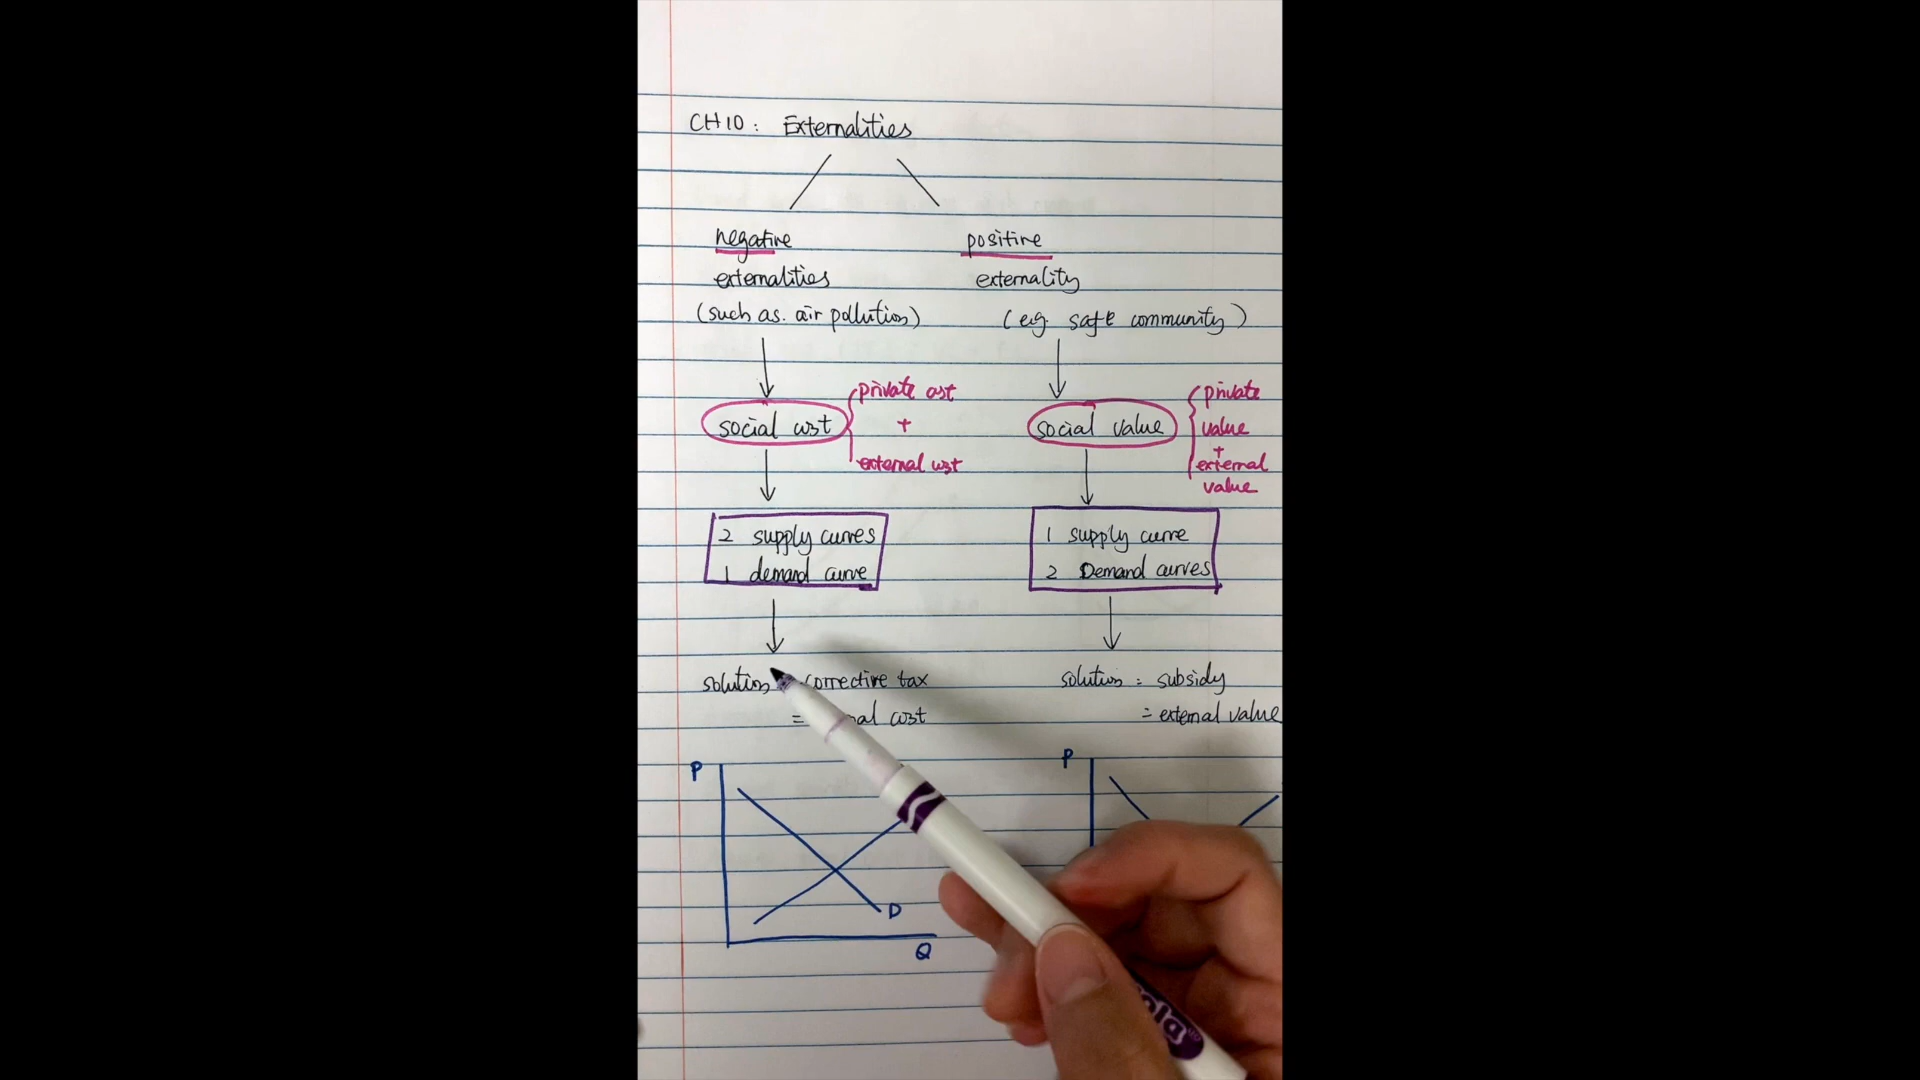 CH10: Externalities
negative
externalities
(such as. air pollution)
social cost
private cost
+
external cost
2 supply curves
1 demand curve
solution corrective tax
= cost
P
D
Q
positive
externality
(e.g. safe community)
social value
private
value
+
external
value
1 supply curve
2 Demand curves
solution = subsidy
= external value
P